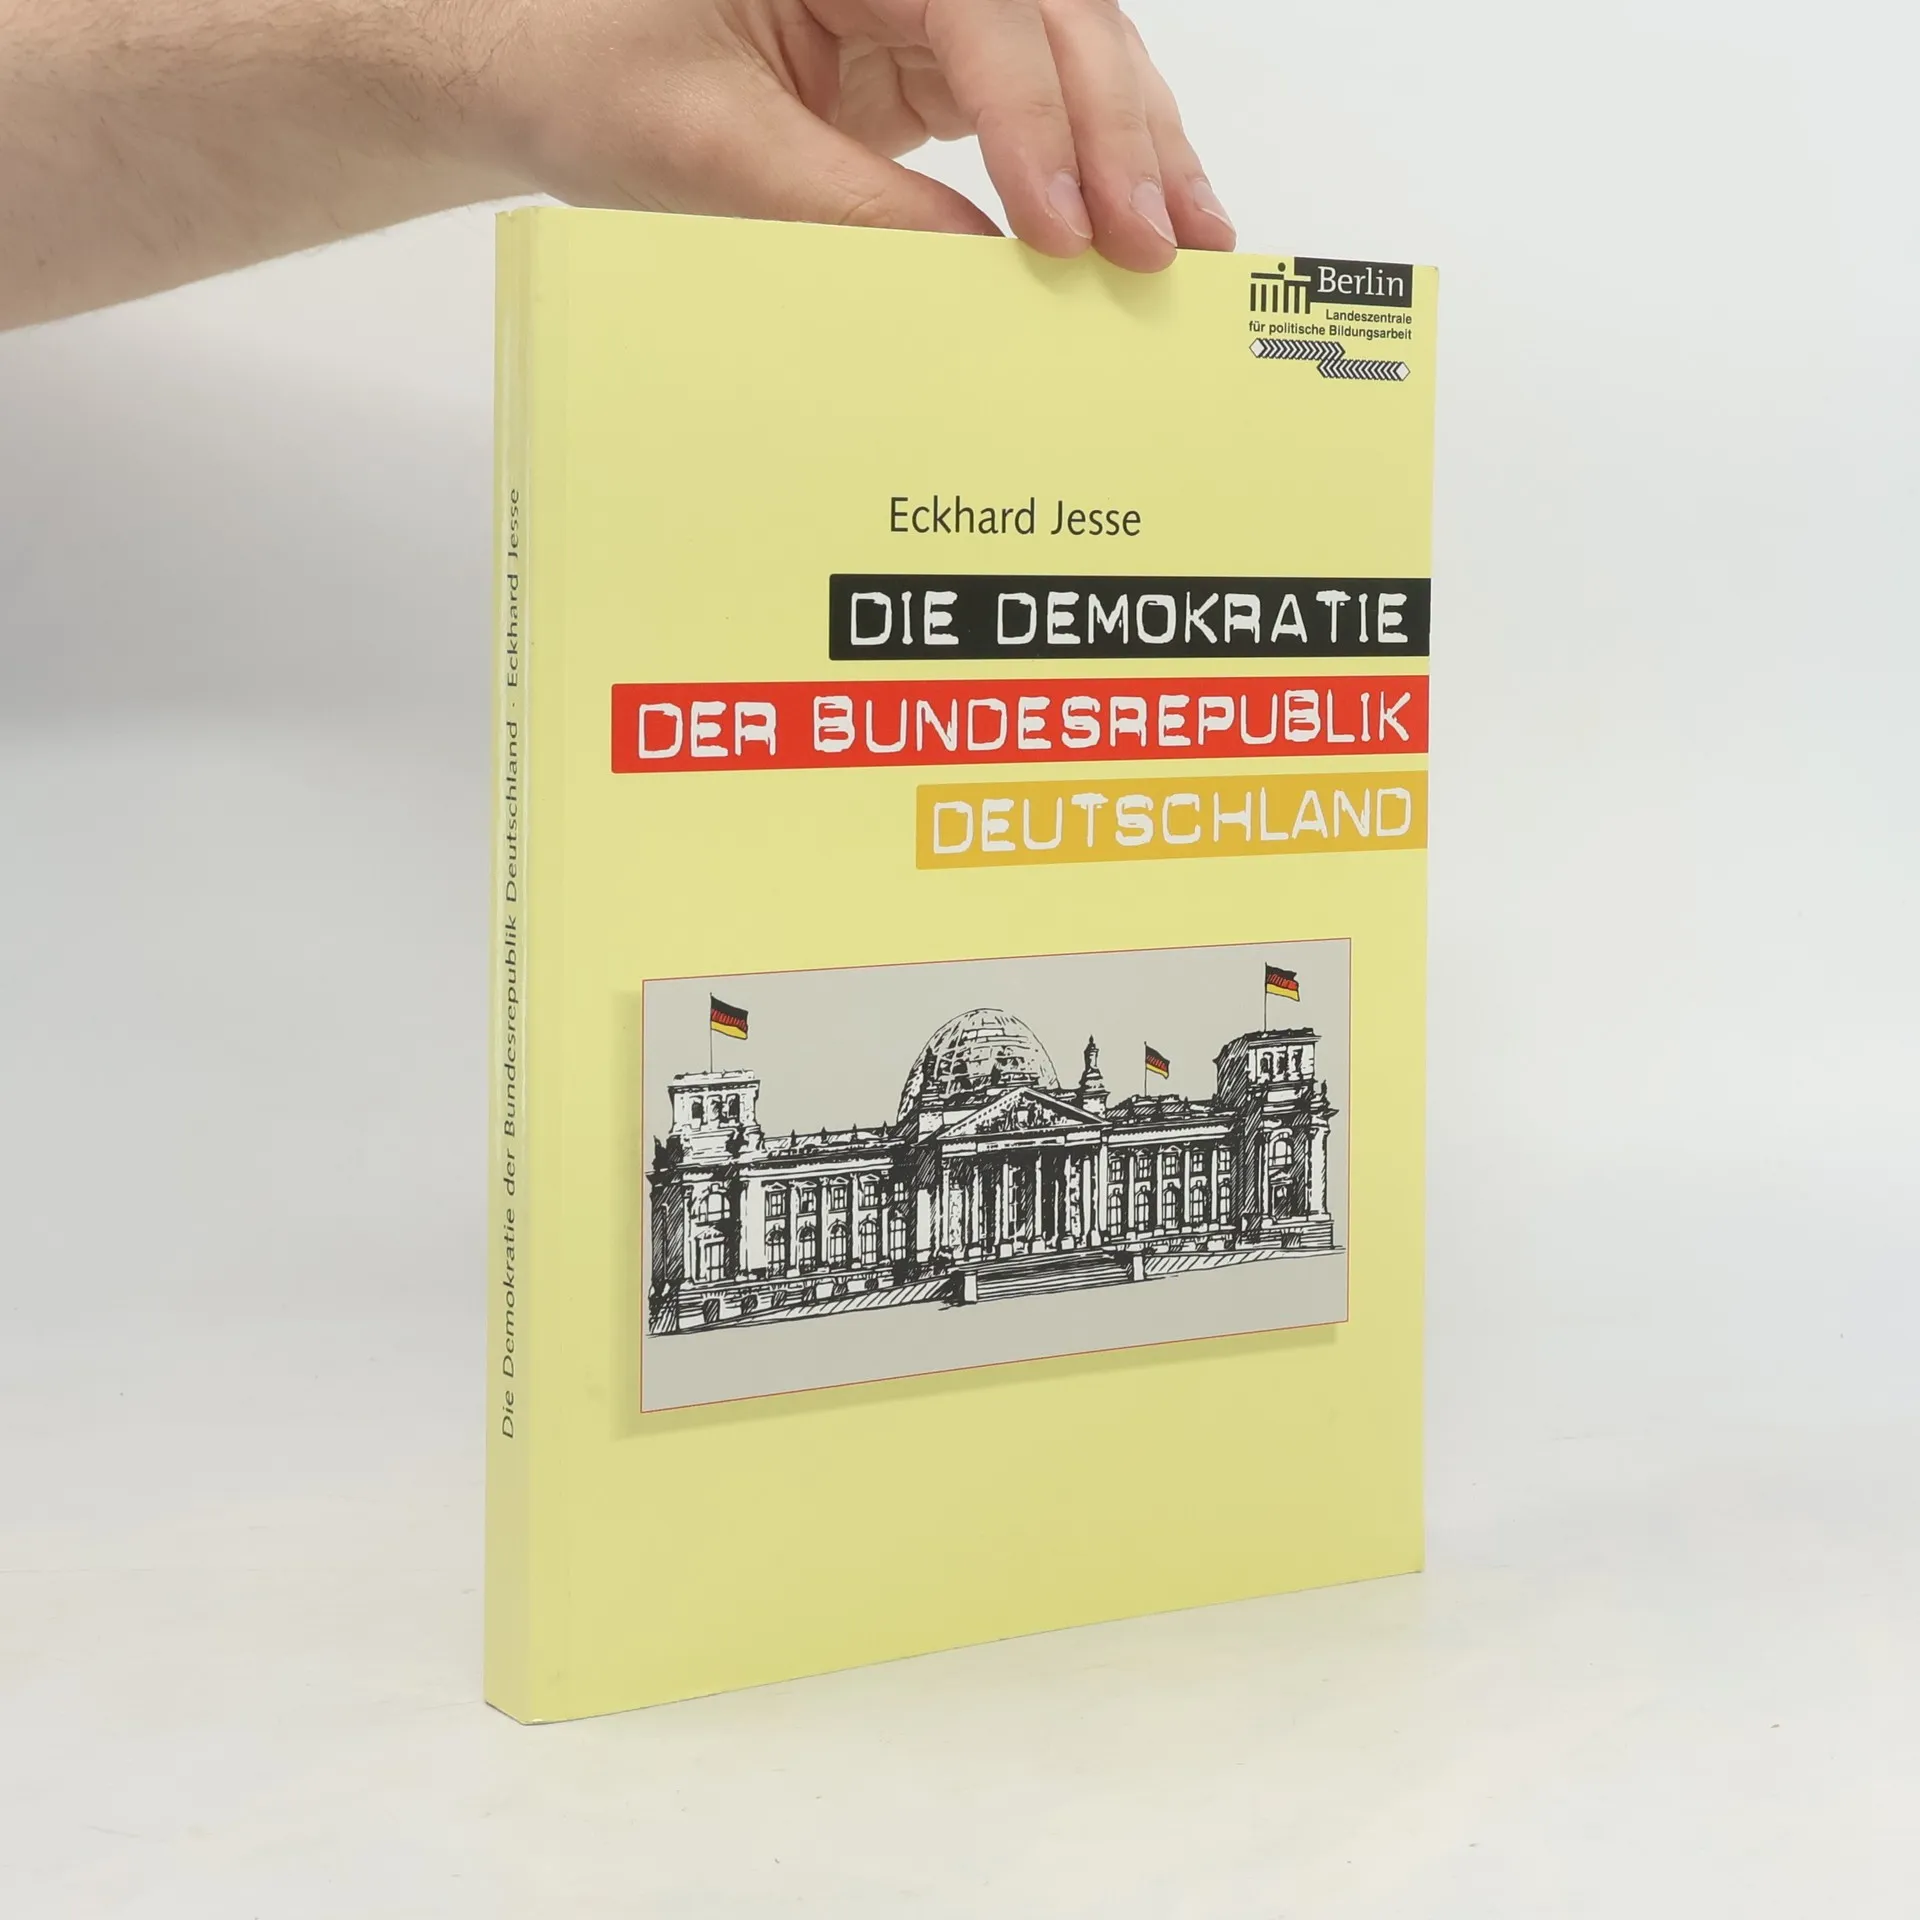 Berlin
Landeszentrale
für politische Bildungsarbeit
Eckhard Jesse
DIE DEMOKRATIE
DER BUNDESREPUBLIK
DEUTSCHLAND
Die Demokratie der Bundesrepublik Deutschland · Eckhard Jesse